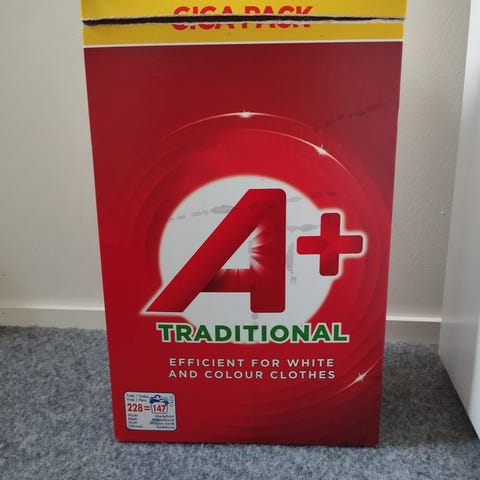 GIGA PACK
A+
TRADITIONAL
EFFICIENT FOR WHITE
AND COLOUR CLOTHES
228=147